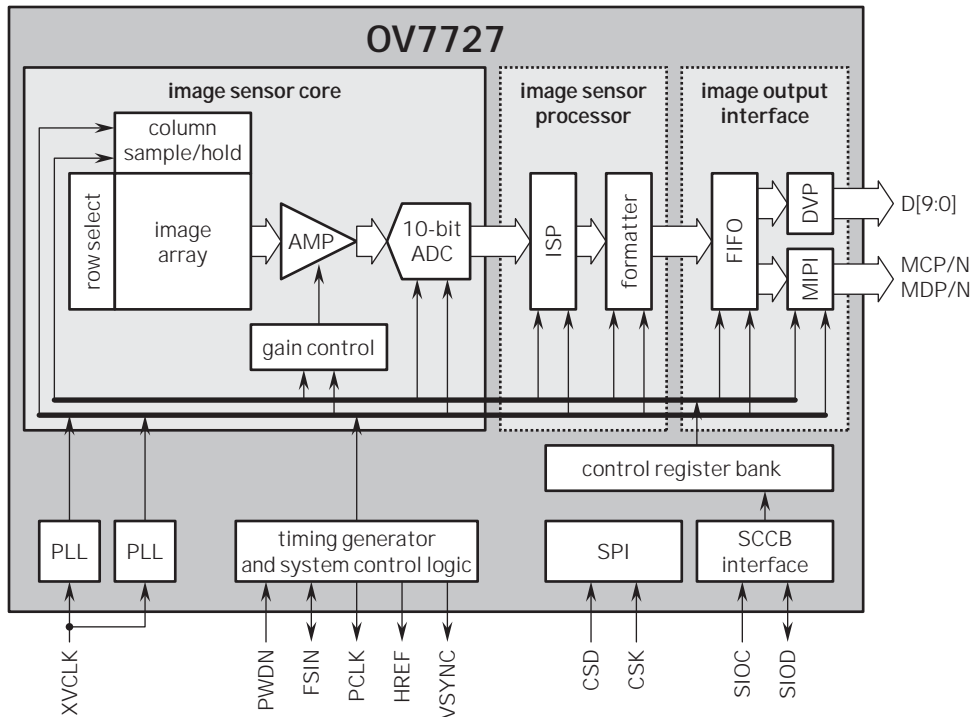 OV7727
image sensor core
image sensor
processor
image output
interface
column
sample/hold
row select
image
array
AMP
10-bit
ADC
gain control
ISP
formatter
FIFO
DVP
MIPI
D[9:0]
MCP/N
MDP/N
control register bank
PLL
PLL
timing generator
and system control logic
SPI
SCCB
interface
XVCLK
PWDN
FSIN
PCLK
HREF
VSYNC
CSD
CSK
SIOC
SIOD